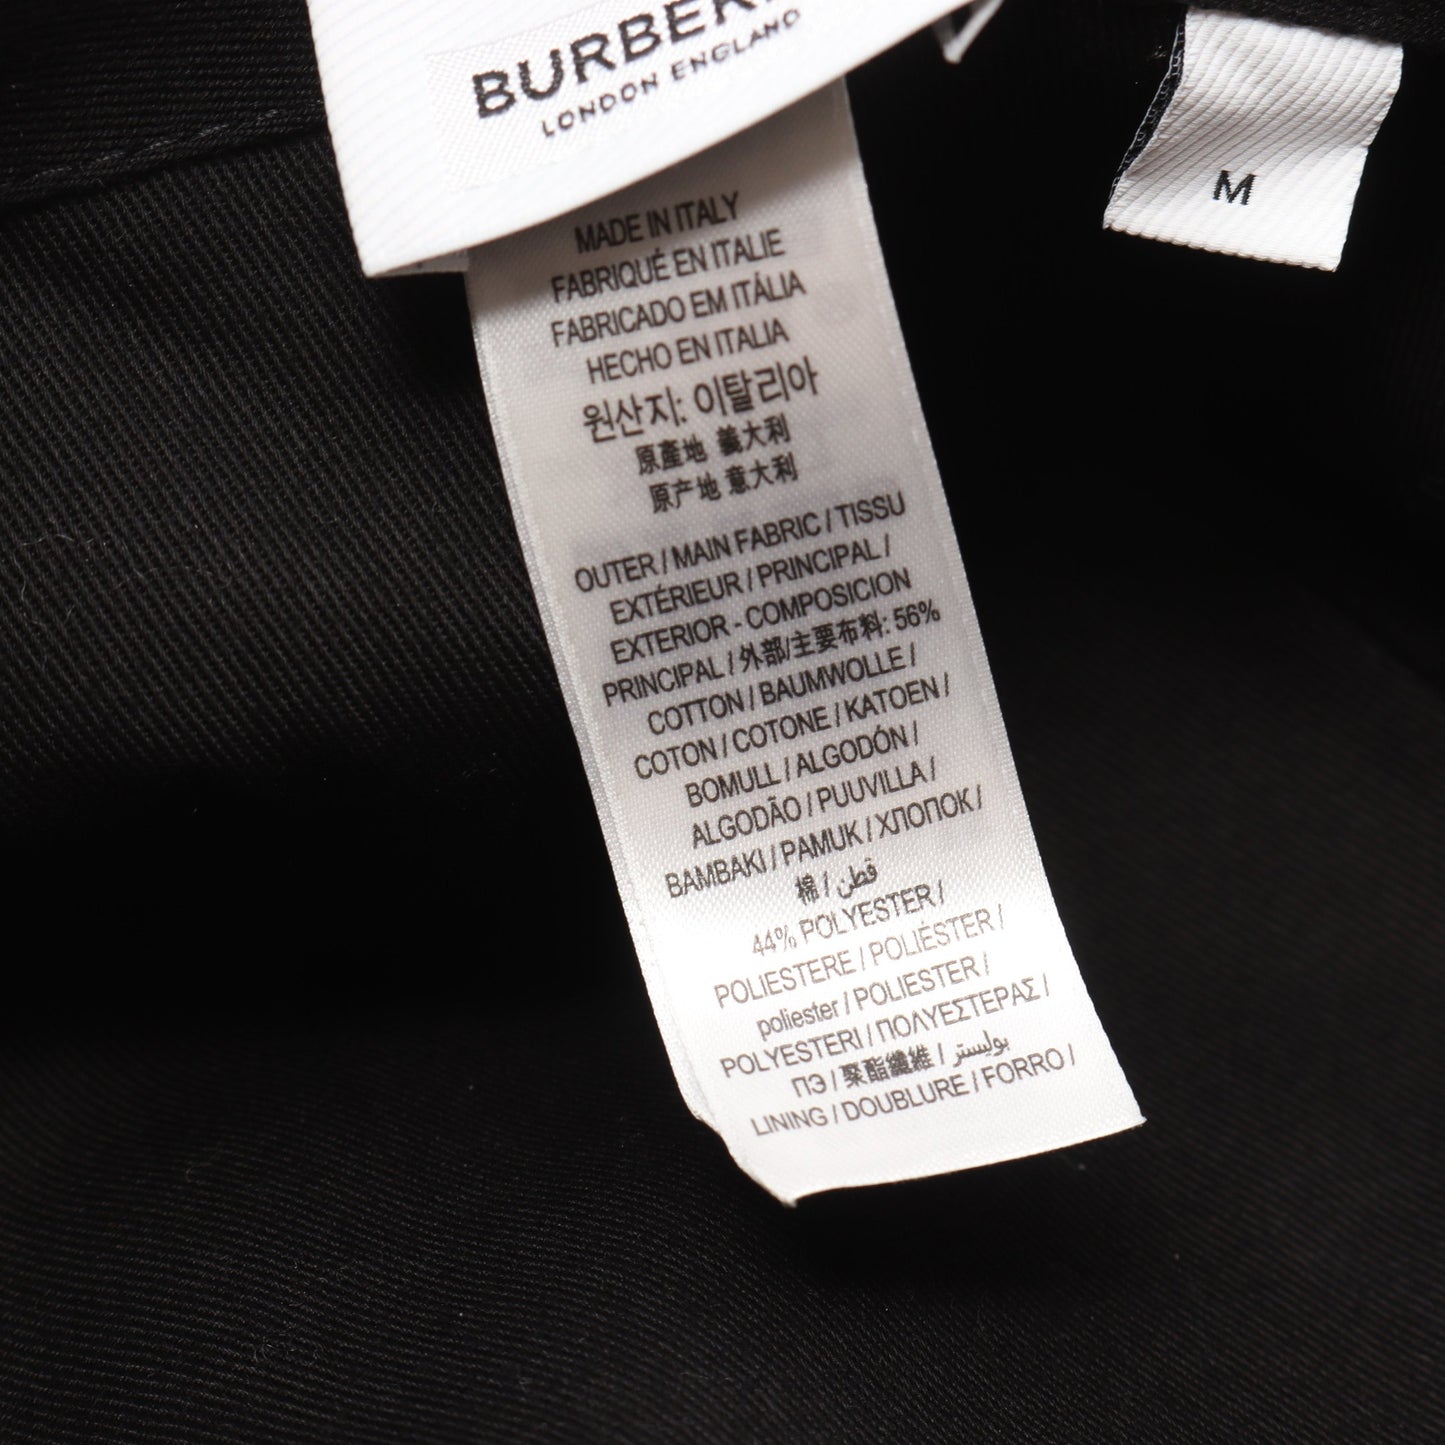 BURBER
LONDON ENGLAND
M
MADE IN ITALY
FABRIQUÉ EN ITALIE
FABRICADO EM ITÁLIA
HECHO EN ITALIA
원산지: 이탈리아
原產地 義大利
原产地 意大利
OUTER / MAIN FABRIC / TISSU
EXTÉRIEUR / PRINCIPAL /
EXTERIOR - COMPOSICION
PRINCIPAL / 外部/主要布料: 56%
COTTON / BAUMWOLLE /
COTON / COTONE / KATOEN /
BOMULL / ALGODÓN /
ALGODÃO / PUUVILLA /
BAMBAKI / PAMUK / ХЛОПОК /
棉 / قطن
44% POLYESTER /
POLIESTERE / POLIÉSTER /
poliester / POLIESTER /
POLYESTERI / ΠΟΛΥΕΣΤΕΡΑΣ /
ПЭ / 聚酯纖維 / بوليستر
LINING / DOUBLURE / FORRO /